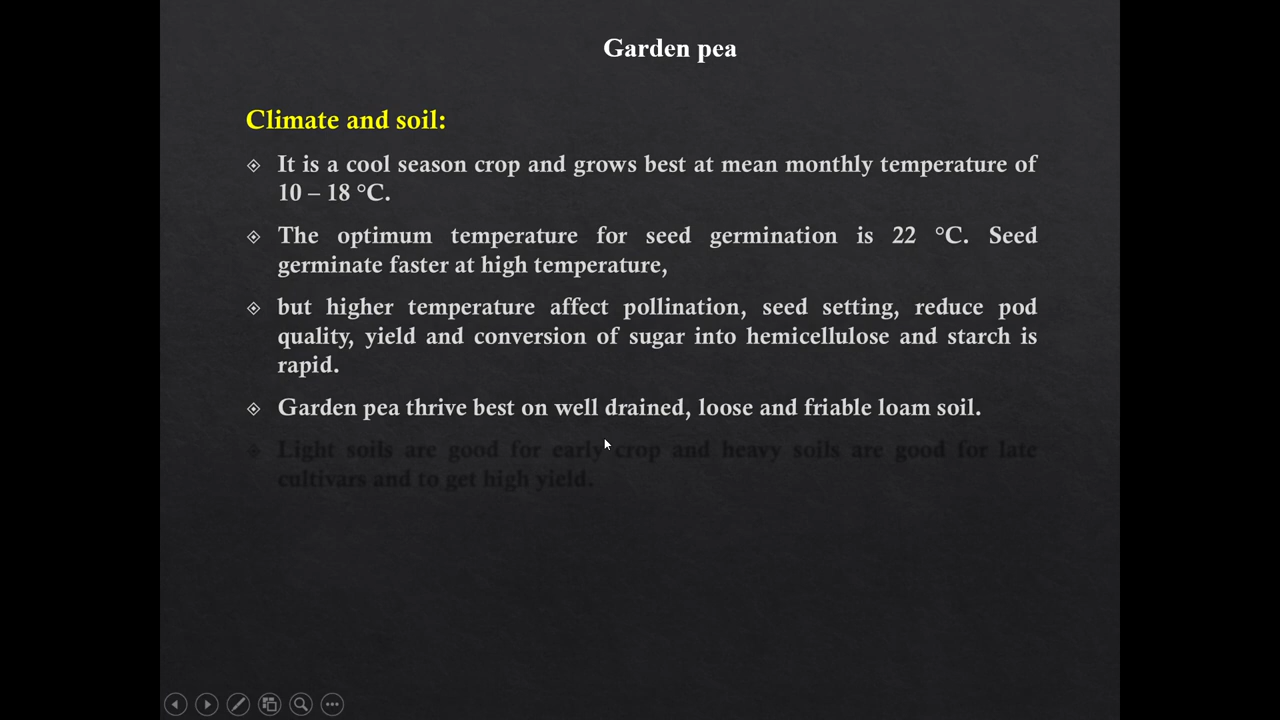 Garden pea
Climate and soil:
It is a cool season crop and grows best at mean monthly temperature of
10 – 18 °C.
The optimum temperature for seed germination is 22 °C. Seed
germinate faster at high temperature,
but higher temperature affect pollination, seed setting, reduce pod
quality, yield and conversion of sugar into hemicellulose and starch is
rapid.
Garden pea thrive best on well drained, loose and friable loam soil.
Light soils are good for early crop and heavy soils are good for late
cultivars and to get high yield.